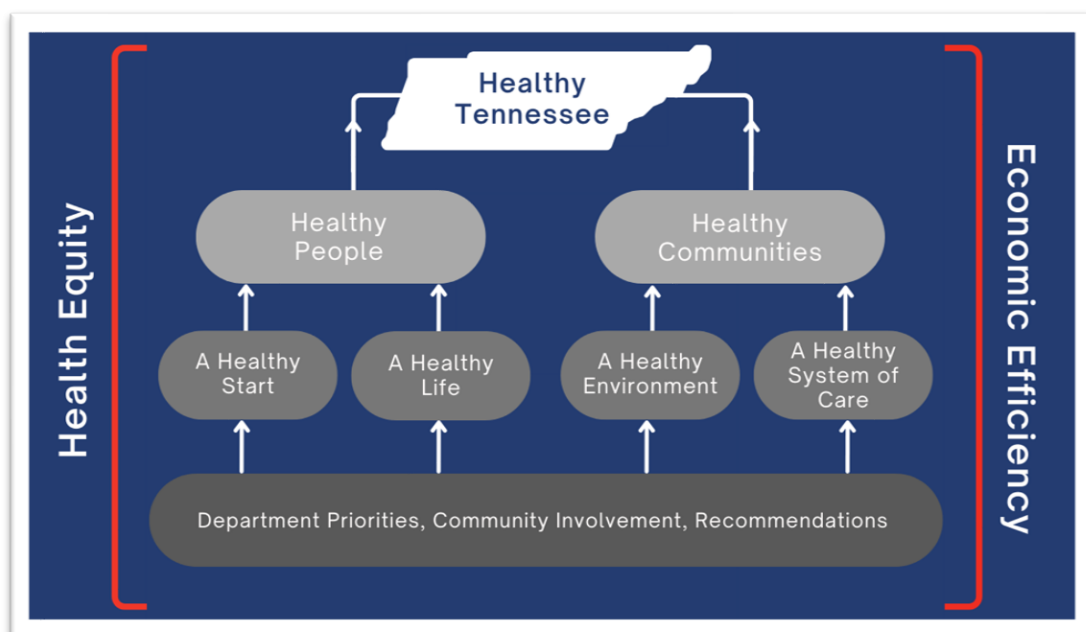 Healthy
Tennessee
Healthy
People
Healthy
Communities
A Healthy
Start
A Healthy
Life
A Healthy
Environment
A Healthy
System of
Care
Department Priorities, Community Involvement, Recommendations
Health Equity
Economic Efficiency